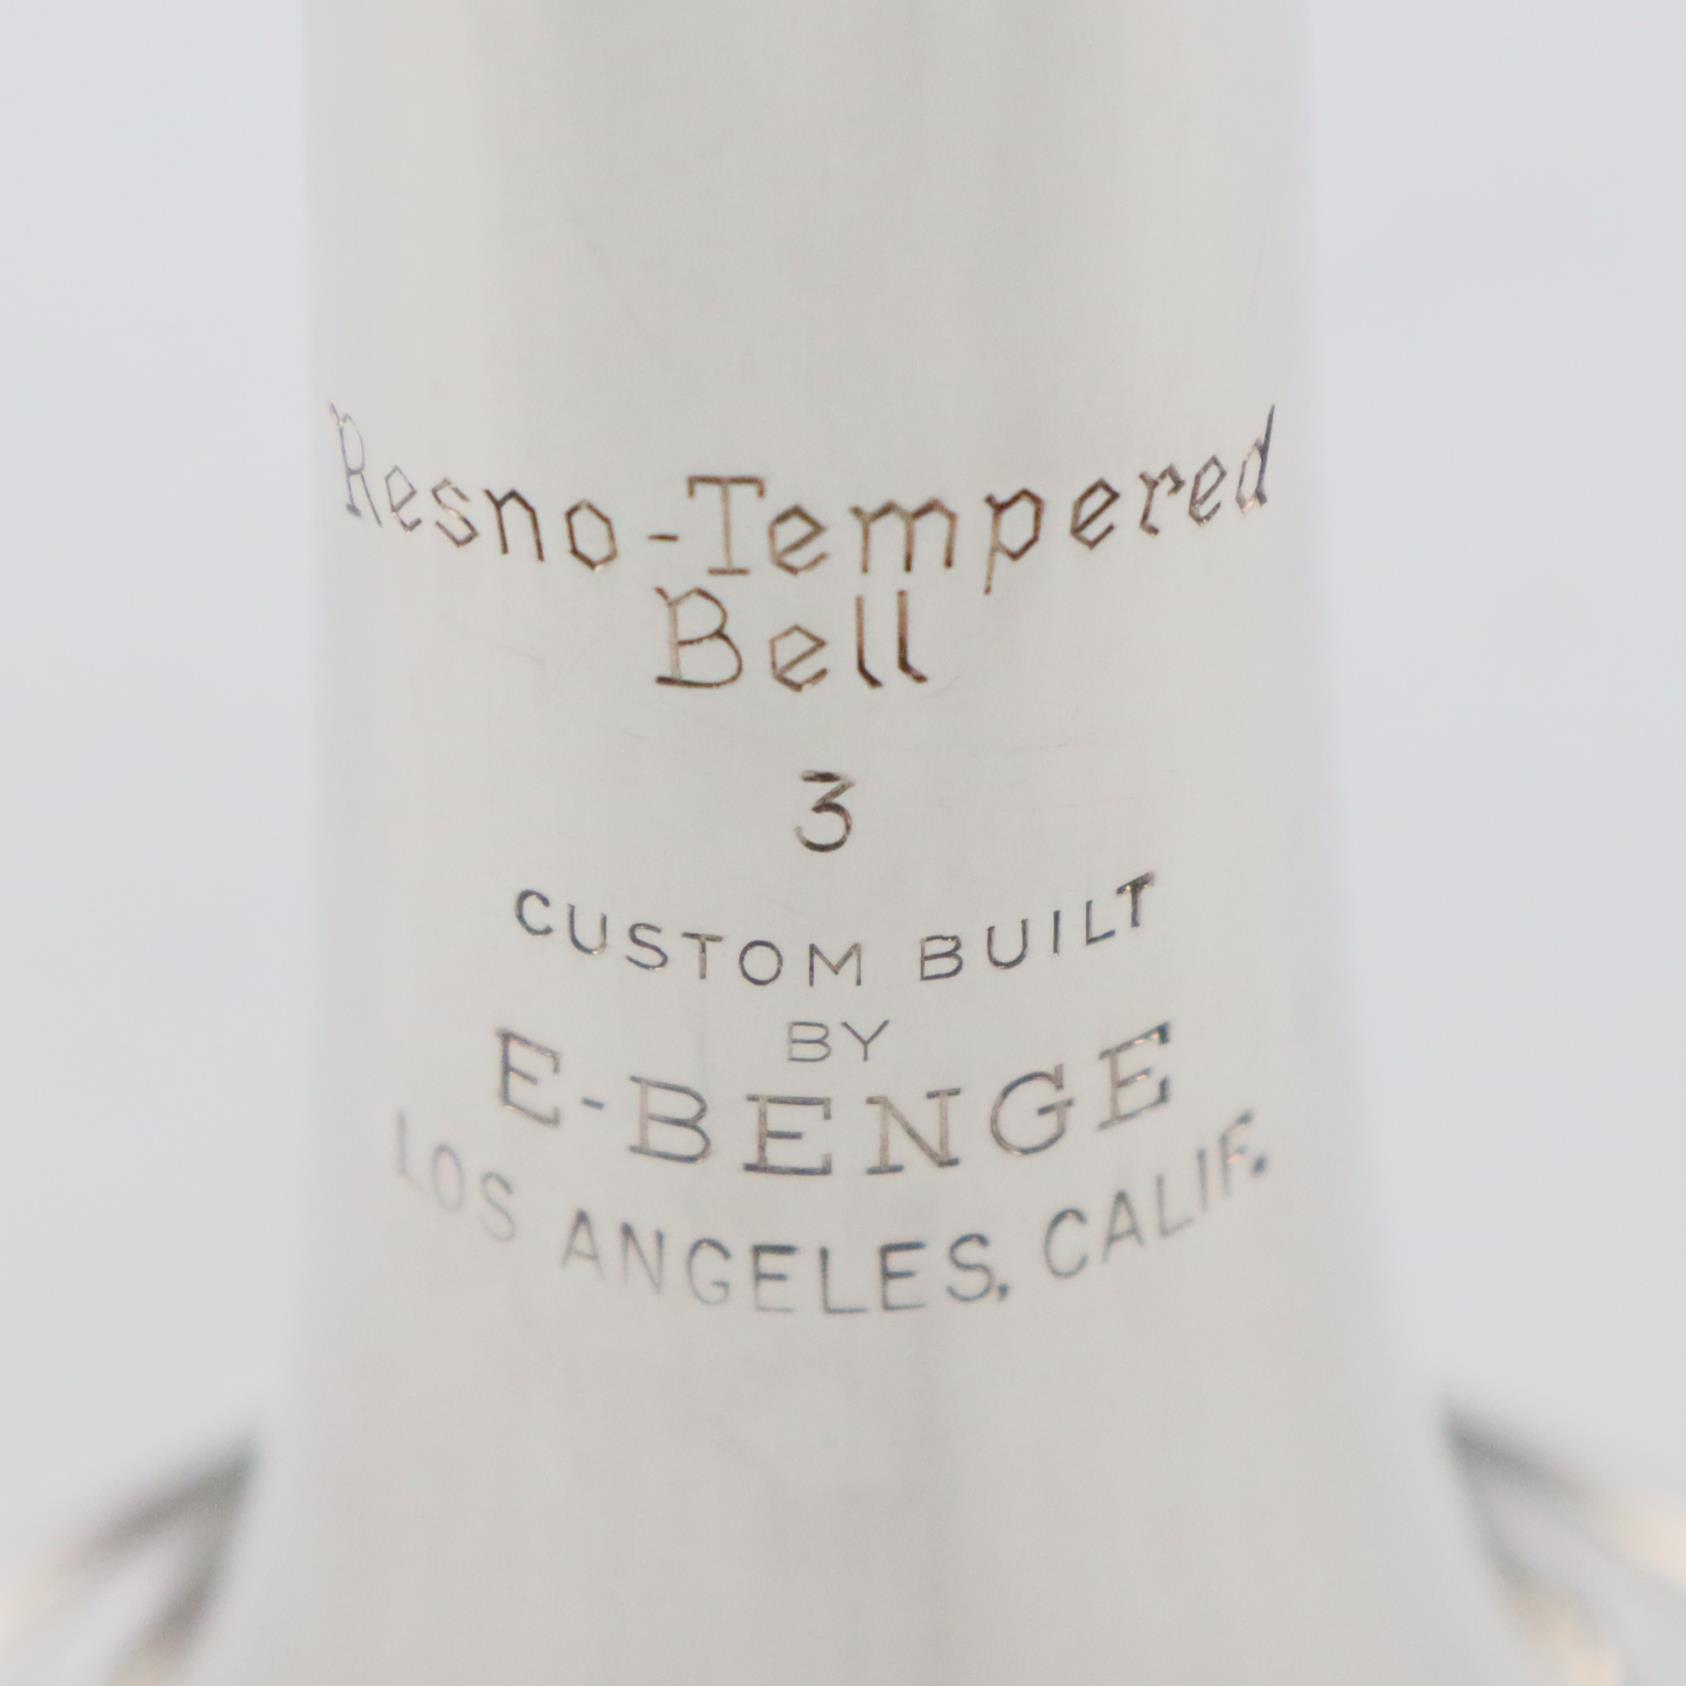 Resno-Tempered
Bell
3
CUSTOM BUILT
BY
E-BENGE
LOS ANGELES, CALIF.